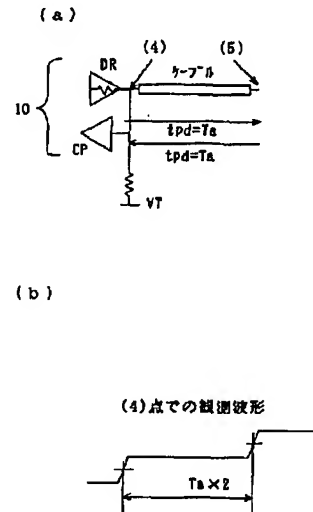 (a)
DR
(4)
(5)
ケーブル
10
CP
tpd=Ta
tpd=Ta
VT
(b)
(4)点での観測波形
Ta×2